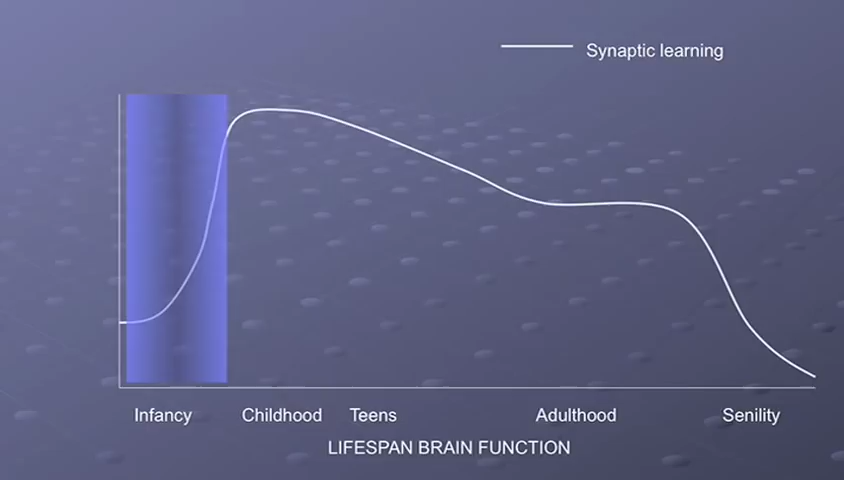 Synaptic learning
Infancy Childhood Teens Adulthood Senility
LIFESPAN BRAIN FUNCTION